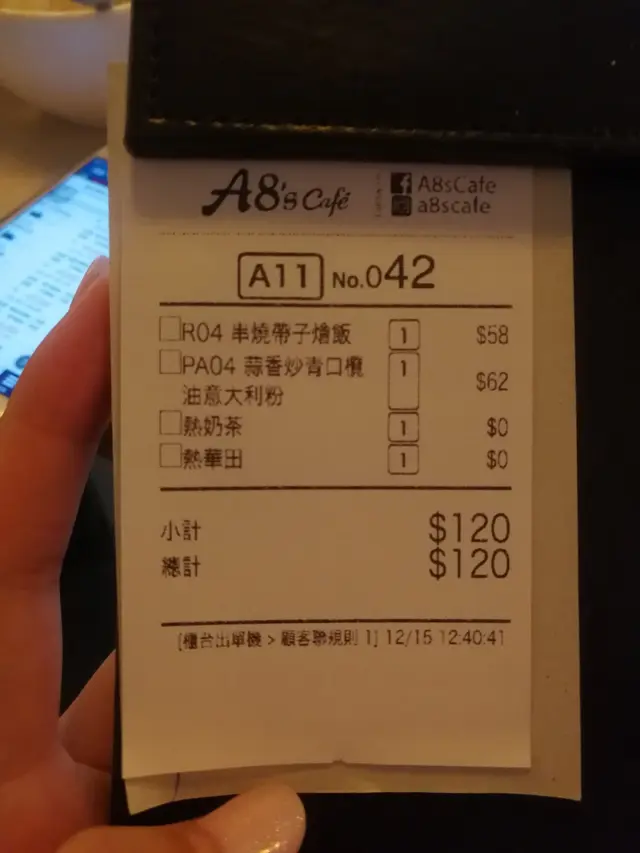 A8's Café
A8sCafe
a8scafe
A11 No.042
R04 串燒帶子燴飯 1 $58
PA04 蒜香炒青口欖 1 $62
油意大利粉
熱奶茶 1 $0
熱華田 1 $0
小計 $120
總計 $120
[櫃台出單機 > 顧客聯規則 1] 12/15 12:40:41